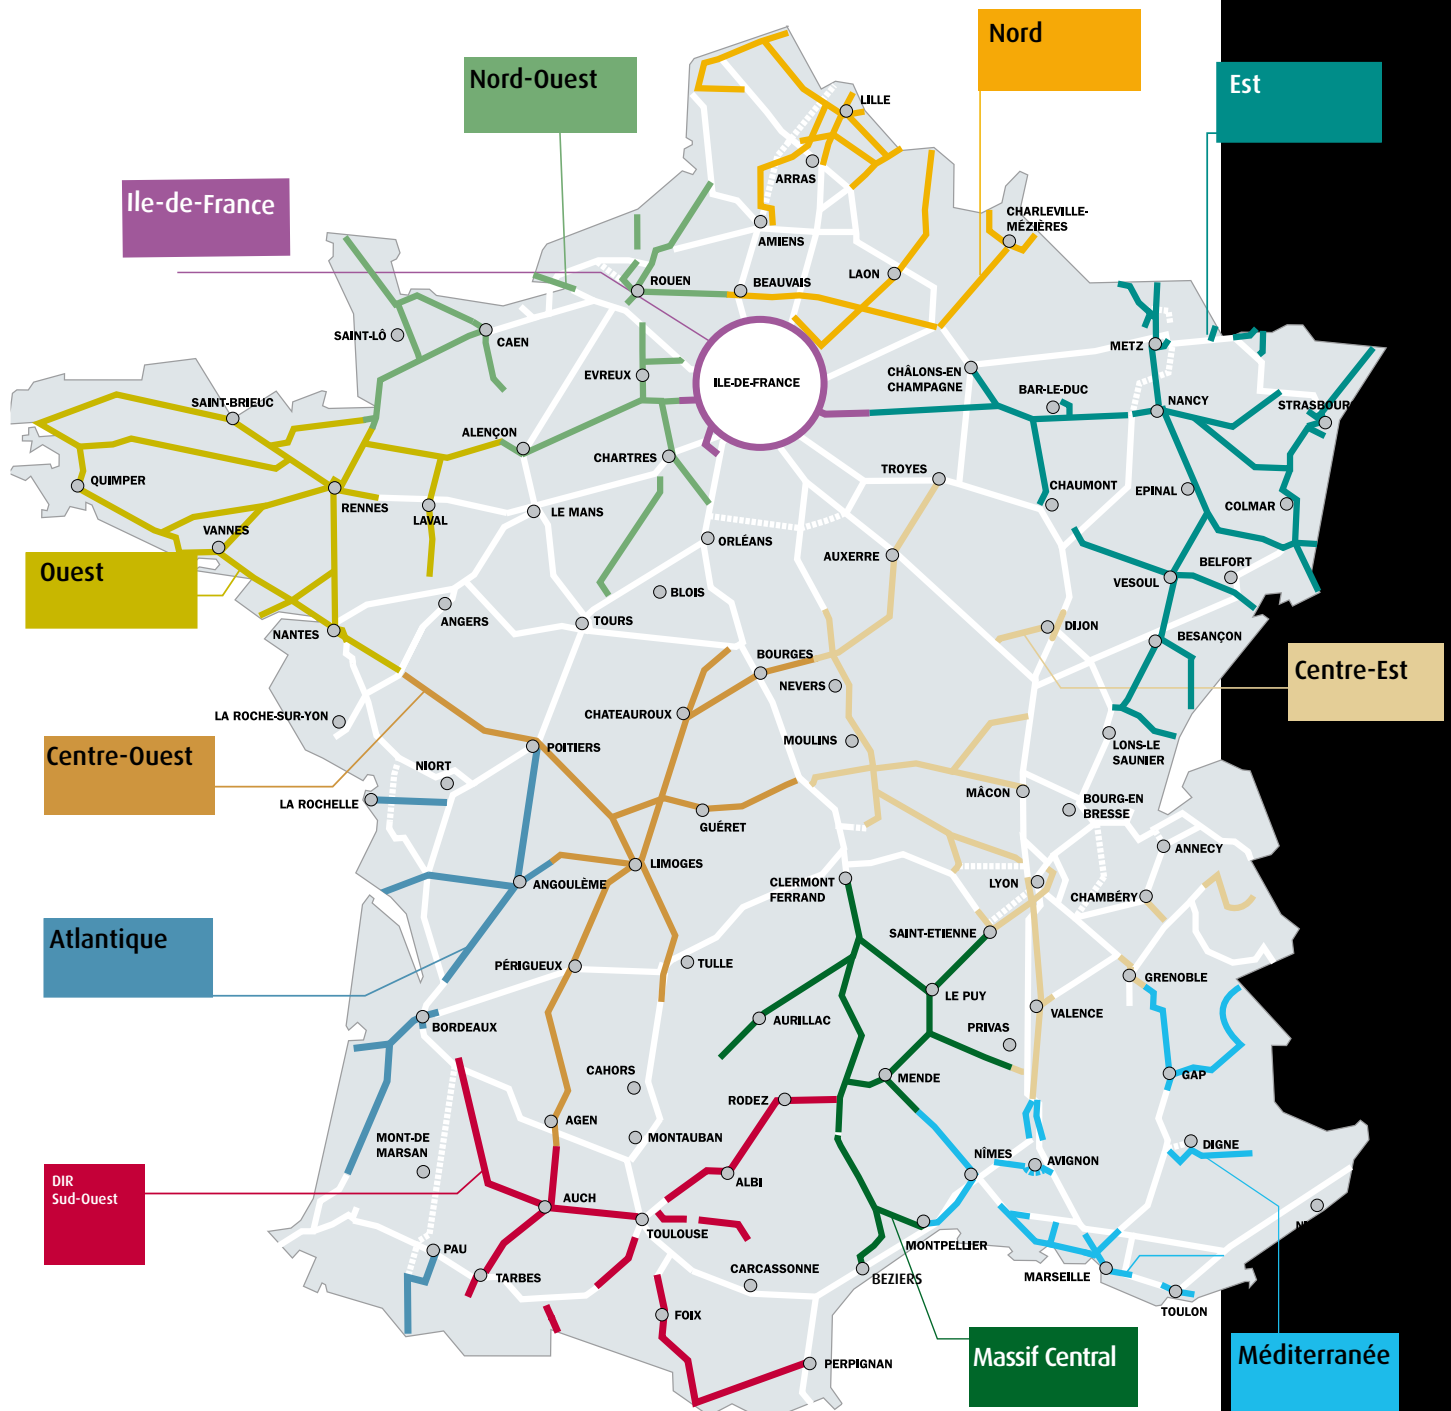 Nord
Nord-Ouest
Est
LILLE
ARRAS
Ile-de-France
CHARLEVILLE-
MÉZIÈRES
AMIENS
LAON
ROUEN
BEAUVAIS
SAINT-LÔ
CAEN
METZ
EVREUX
ILE-DE-FRANCE
CHÂLONS-EN
CHAMPAGNE
BAR-LE-DUC
SAINT-BRIEUC
NANCY
STRASBOUR
ALENÇON
CHARTRES
TROYES
QUIMPER
RENNES
LAVAL
LE MANS
CHAUMONT
EPINAL
COLMAR
VANNES
ORLÉANS
AUXERRE
Ouest
BLOIS
VESOUL
BELFORT
ANGERS
TOURS
NANTES
DIJON
BESANÇON
BOURGES
NEVERS
Centre-Est
LA ROCHE-SUR-YON
CHATEAUROUX
MOULINS
LONS-LE
SAUNIER
Centre-Ouest
POITIERS
NIORT
LA ROCHELLE
MÂCON
BOURG-EN
BRESSE
GUÉRET
ANNECY
LIMOGES
ANGOULÊME
CLERMONT
FERRAND
LYON
CHAMBÉRY
Atlantique
SAINT-ETIENNE
PÉRIGUEUX
TULLE
GRENOBLE
LE PUY
BORDEAUX
AURILLAC
PRIVAS
VALENCE
CAHORS
MENDE
GAP
RODEZ
AGEN
MONT-DE
MARSAN
MONTAUBAN
DIGNE
DIR
Sud-Ouest
ALBI
NÎMES
AVIGNON
AUCH
TOULOUSE
PAU
MONTPELLIER
TARBES
CARCASSONNE
BEZIERS
MARSEILLE
TOULON
FOIX
Massif Central
Méditerranée
PERPIGNAN